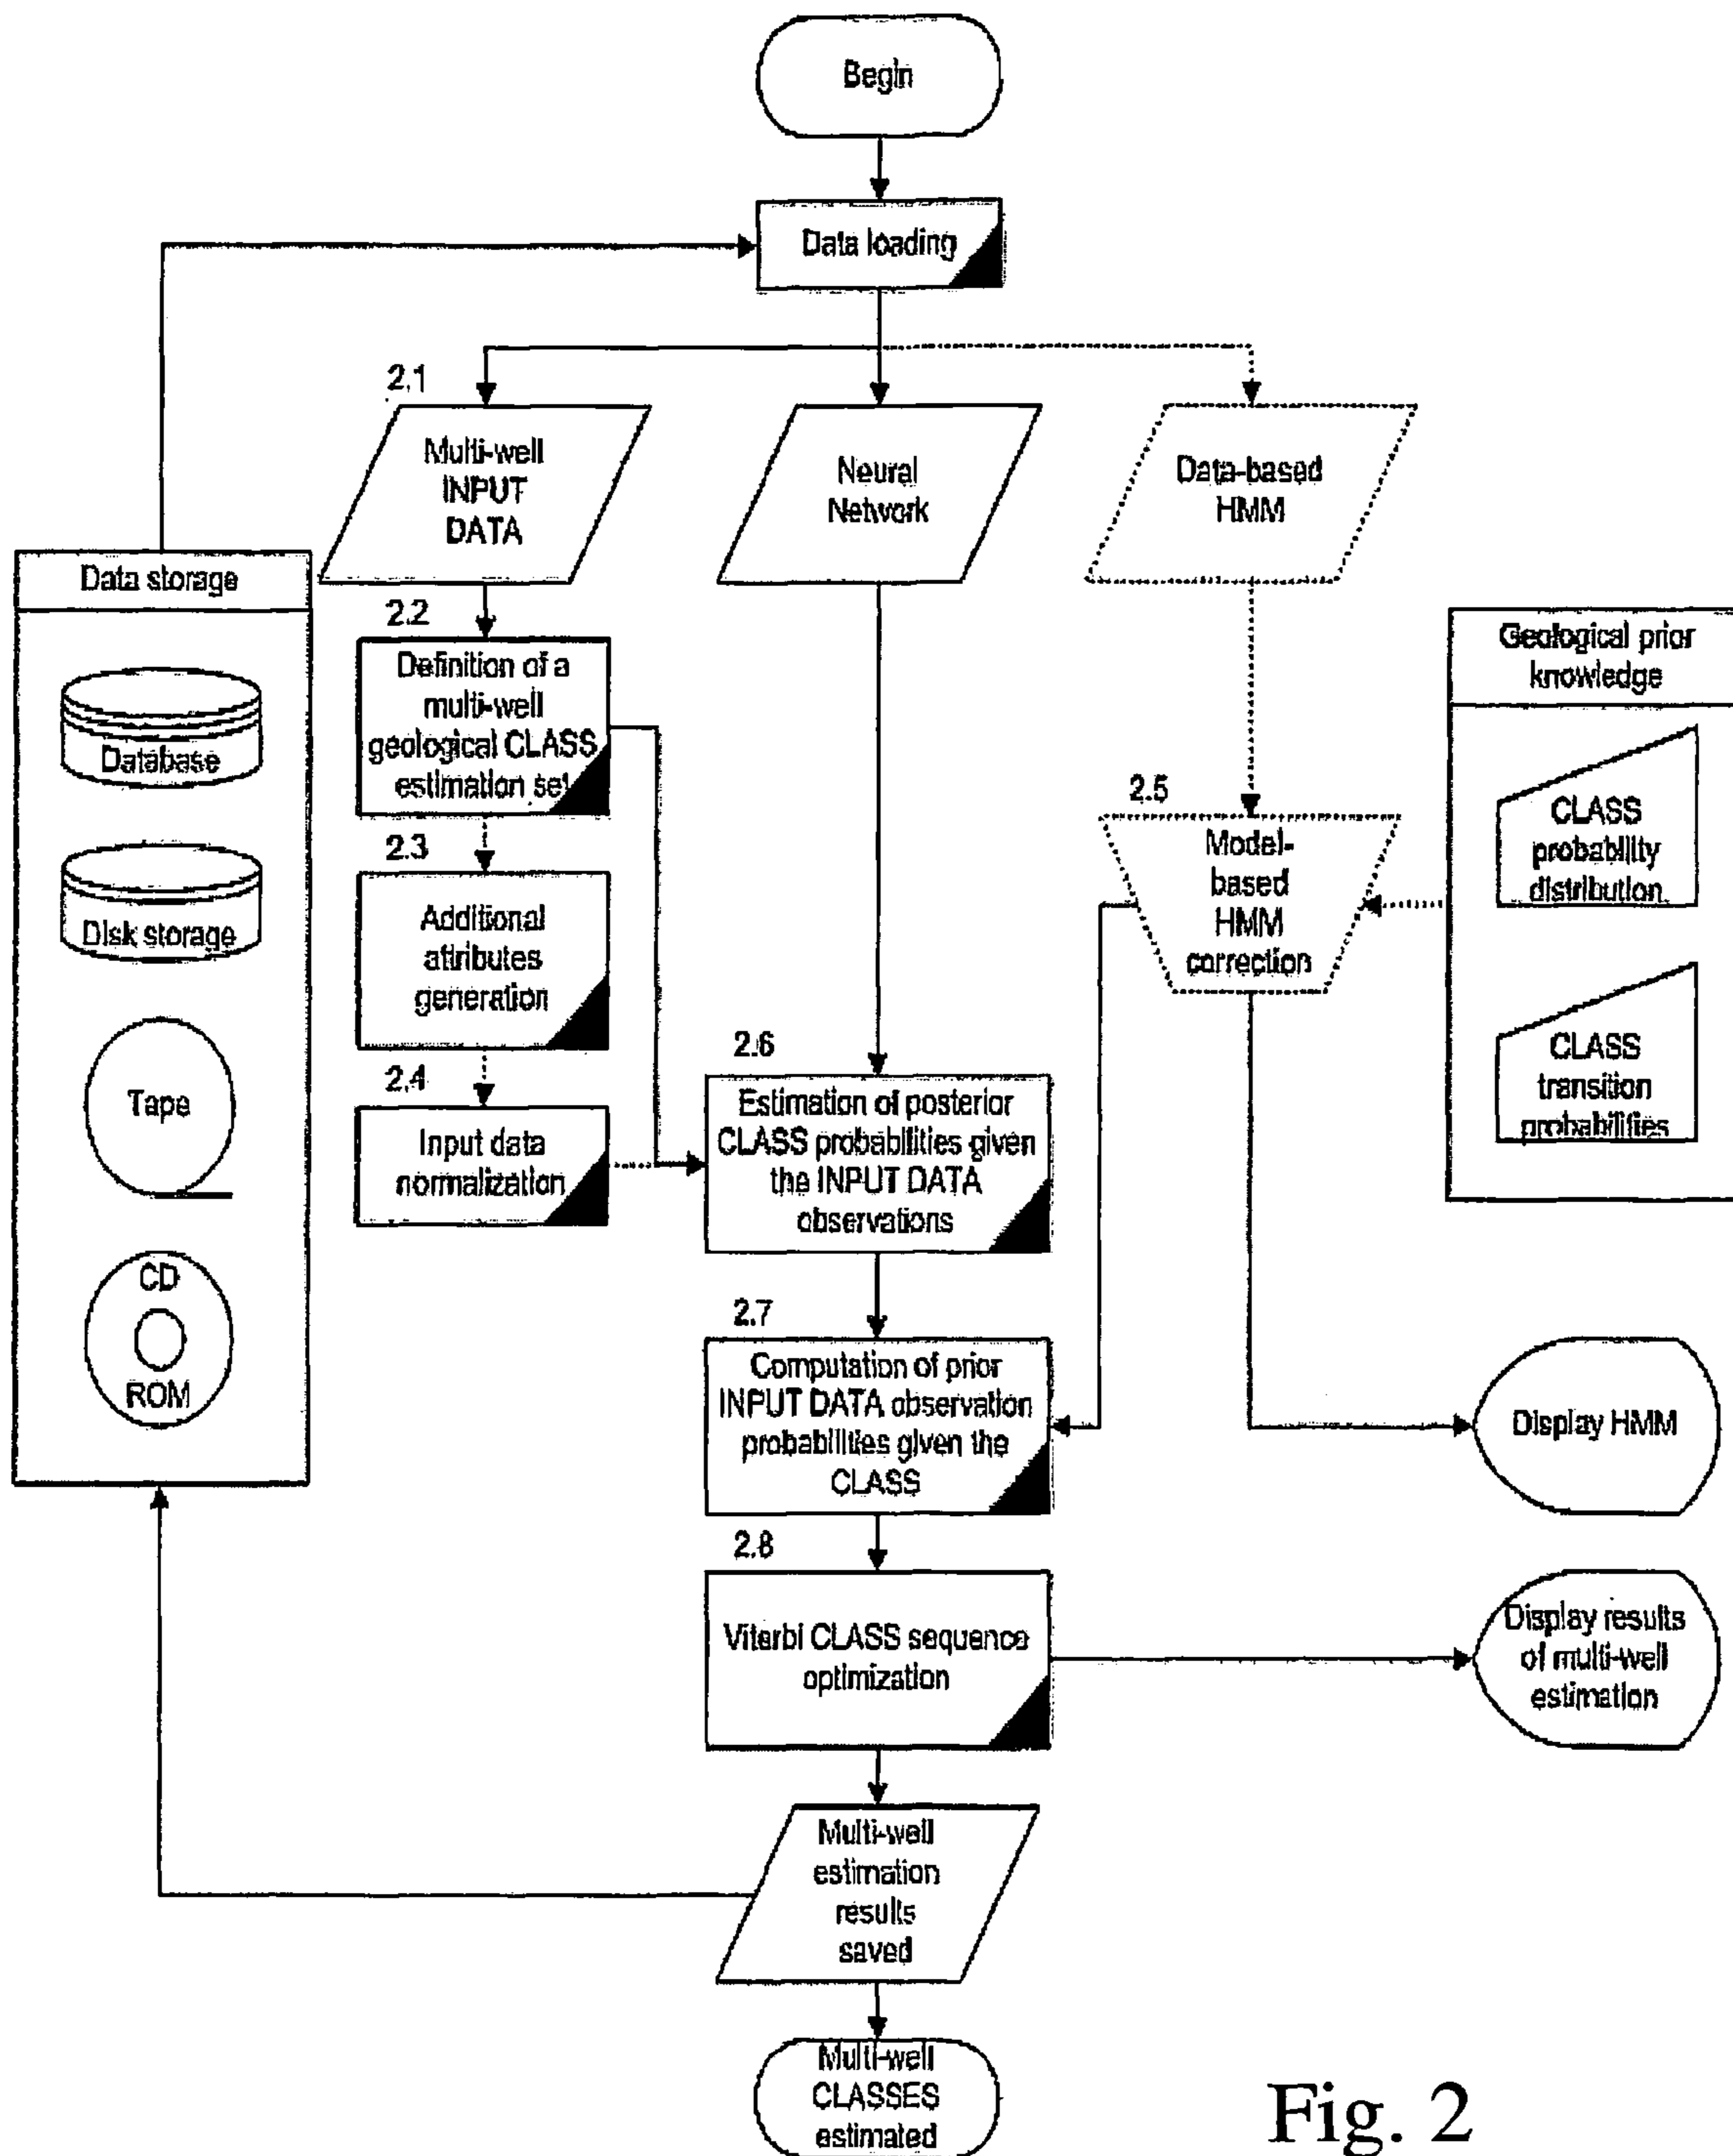 Begin
Data loading
2.1
Multi-well
INPUT
DATA
Neural
Network
Data-based
HMM
Data storage
Database
Disk storage
Tape
CD
ROM
2.2
Definition of a
multi-well
geological CLASS
estimation set
2.3
Additional
attributes
generation
2.4
Input data
normalization
Geological prior
knowledge
CLASS
probability
distribution
CLASS
transition
probabilities
2.5
Model-
based
HMM
correction
2.6
Estimation of posterior
CLASS probabilities given
the INPUT DATA
observations
2.7
Computation of prior
INPUT DATA observation
probabilities given the
CLASS
Display HMM
2.8
Viterbi CLASS sequence
optimization
Display results
of multi-well
estimation
Multi-well
estimation
results
saved
Multi-well
CLASSES
estimated
Fig. 2